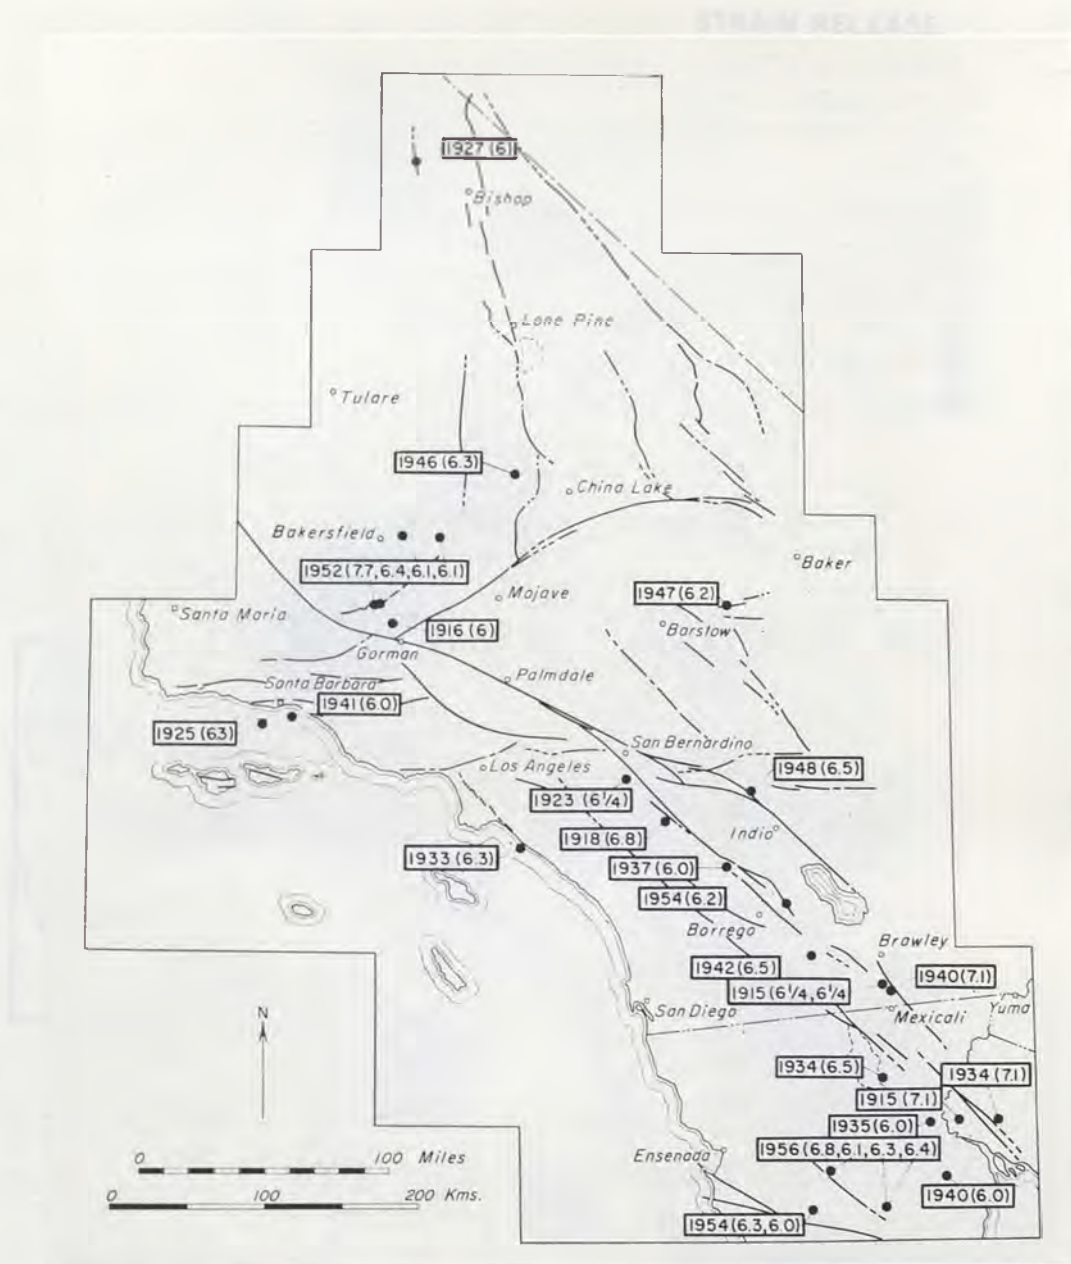 1927 (6)
Bishop
Lone Pine
Tulare
1946 (6.3)
China Lake
Bakersfield
Baker
1952 (7.7, 6.4, 6.1, 6.1)
Mojave
1947 (6.2)
Santa Maria
Barstow
1916 (6)
Gorman
Palmdale
Santa Barbara
1941 (6.0)
1925 (63)
San Bernardino
Los Angeles
1948 (6.5)
1923 (6 1/4)
1918 (6.8)
Indio
1933 (6.3)
1937 (6.0)
1954 (6.2)
Borrego
Brawley
1942 (6.5)
1940 (7.1)
1915 (6 1/4, 6 1/4)
San Diego
Mexicali
Yuma
N
1934 (6.5)
1934 (7.1)
1915 (7.1)
1935 (6.0)
1956 (6.8, 6.1, 6.3, 6.4)
Ensenada
0 100 Miles
0 100 200 Kms.
1940 (6.0)
1954 (6.3, 6.0)